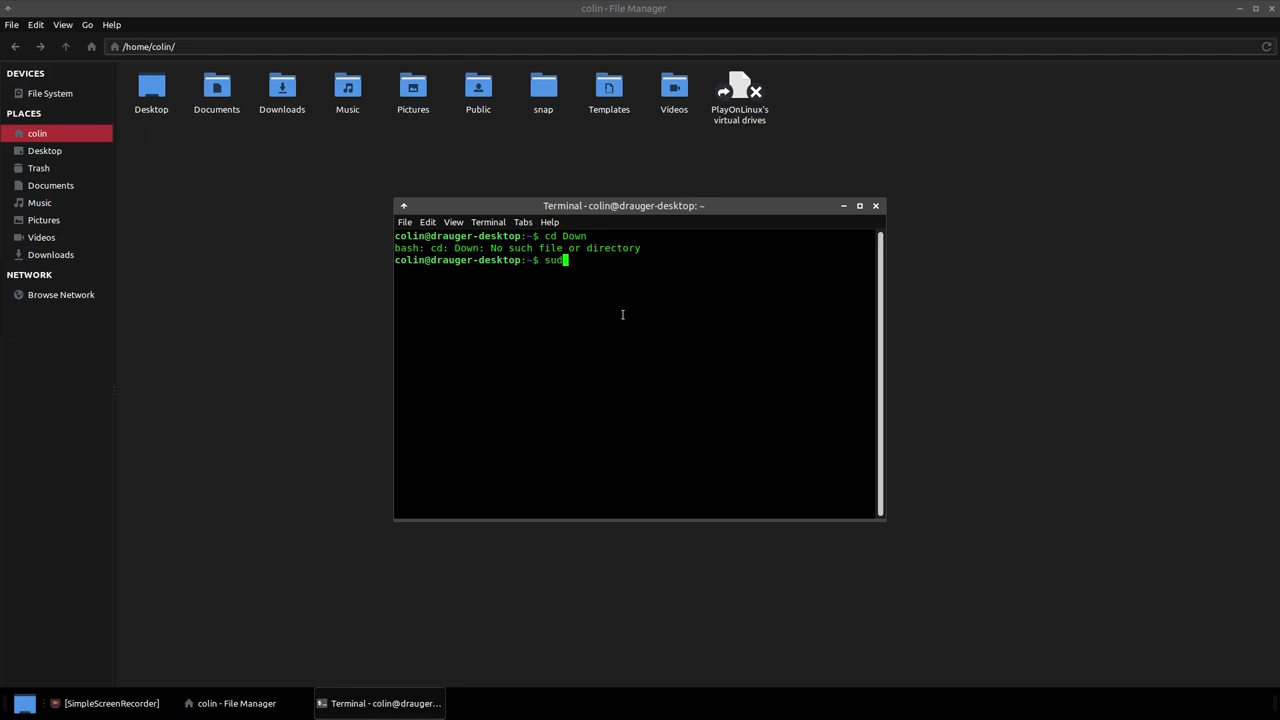 colin - File Manager
File Edit View Go Help
/home/colin/
DEVICES
File System
PLACES
colin
Desktop
Trash
Documents
Music
Pictures
Videos
Downloads
NETWORK
Browse Network
Desktop
Documents
Downloads
Music
Pictures
Public
snap
Templates
Videos
PlayOnLinux's
virtual drives
Terminal - colin@drauger-desktop: ~
File Edit View Terminal Tabs Help
colin@drauger-desktop:~$ cd Down
bash: cd: Down: No such file or directory
colin@drauger-desktop:~$ sud
[SimpleScreenRecorder]
colin - File Manager
Terminal - colin@drauger...